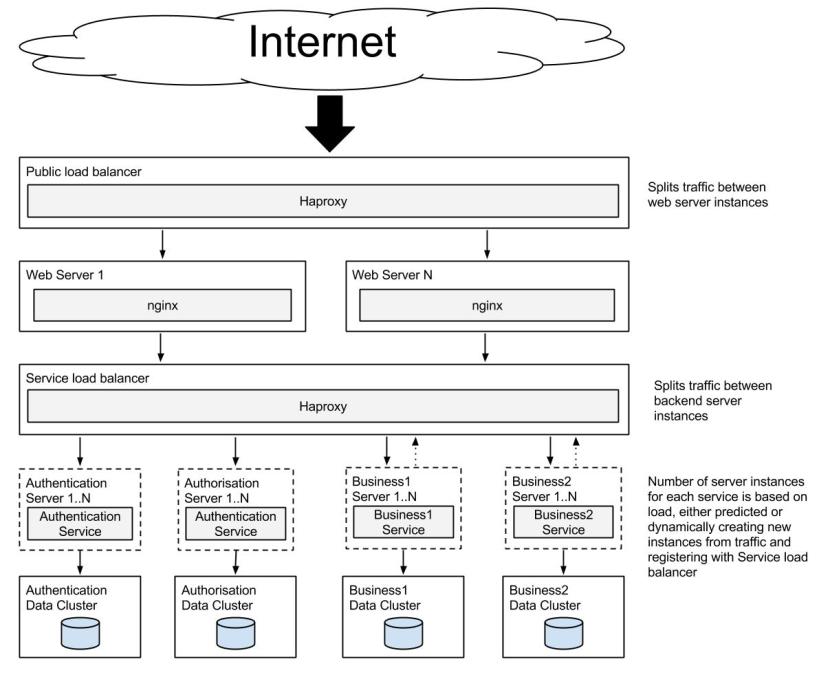 Internet
Public load balancer
Haproxy
Splits traffic between
web server instances
Web Server 1
nginx
Web Server N
nginx
Service load balancer
Haproxy
Splits traffic between
backend server
instances
Authentication
Server 1..N
Authentication
Service
Authorisation
Server 1..N
Authentication
Service
Business1
Server 1..N
Business1
Service
Business2
Server 1..N
Business2
Service
Number of server instances
for each service is based on
load, either predicted or
dynamically creating new
instances from traffic and
registering with Service load
balancer
Authentication
Data Cluster
Authorisation
Data Cluster
Business1
Data Cluster
Business2
Data Cluster